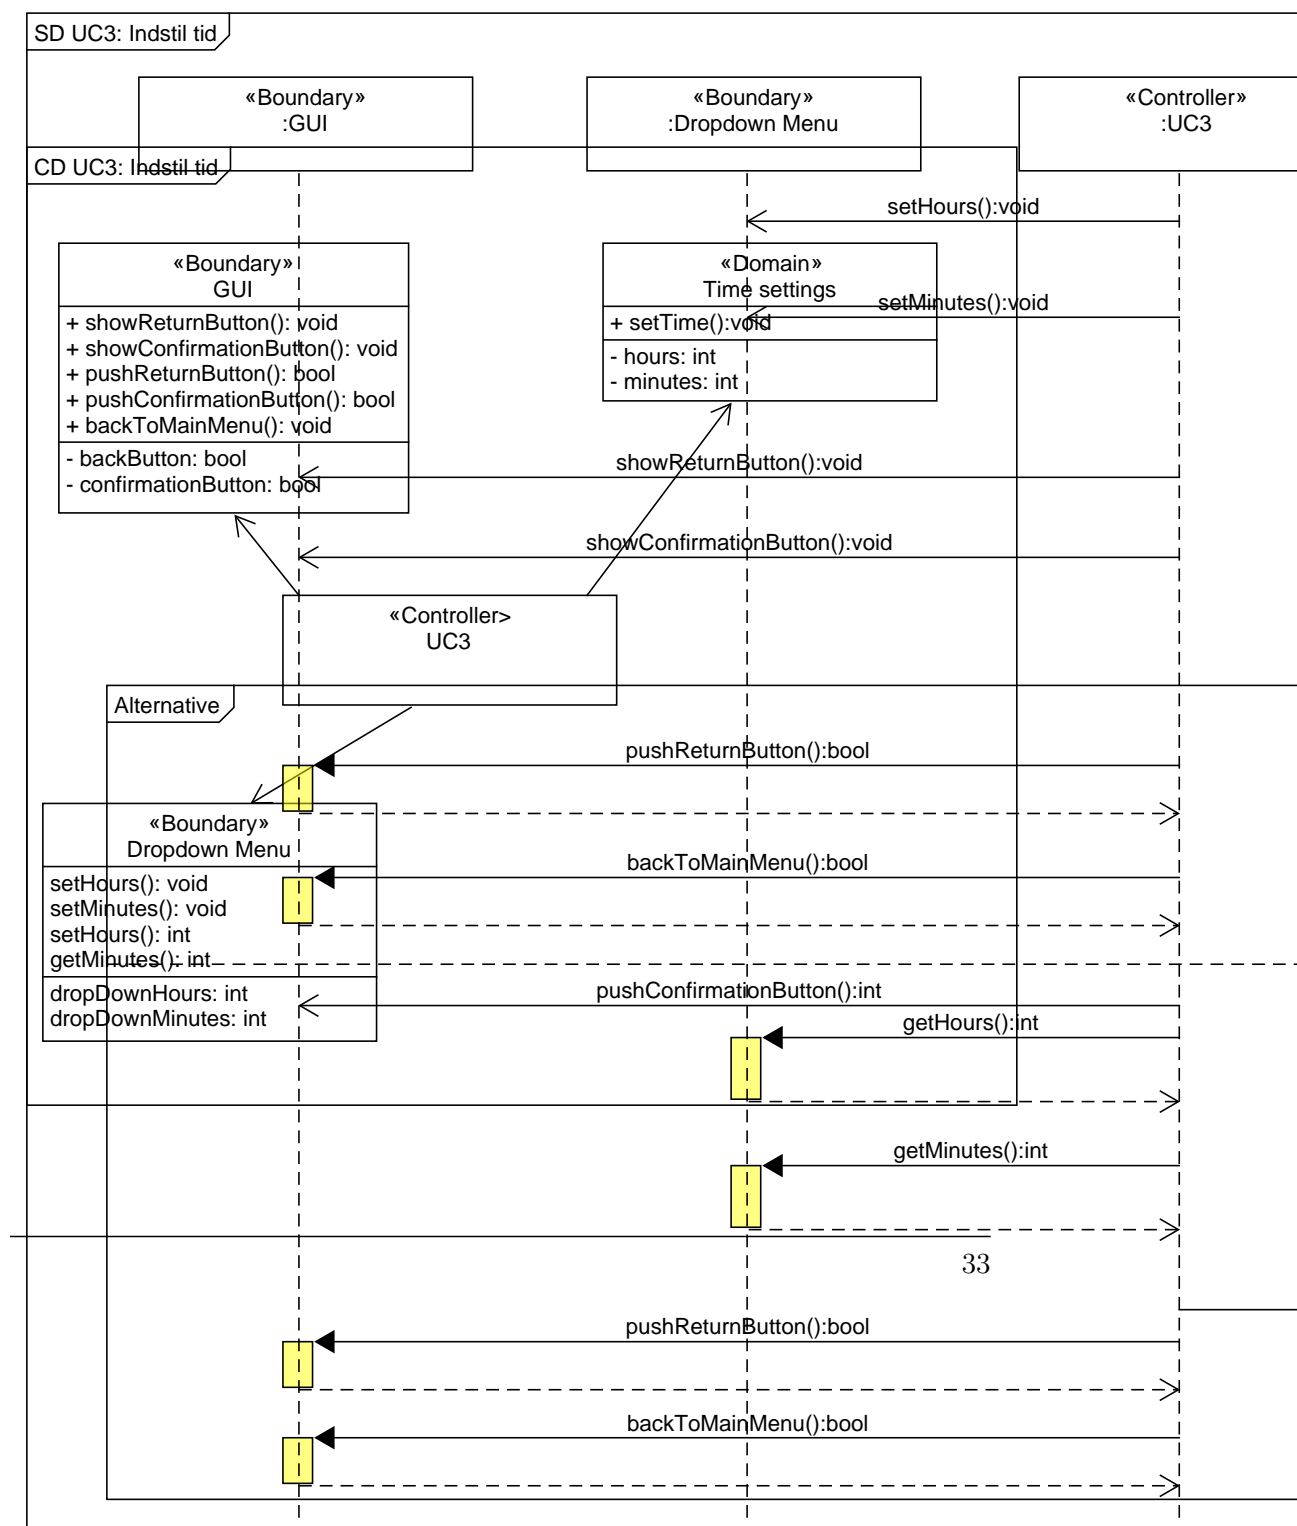 SD UC3: Indstil tid
«Boundary»
:GUI
«Boundary»
:Dropdown Menu
«Controller»
:UC3
CD UC3: Indstil tid
setHours():void
«Boundary»
GUI
+ showReturnButton(): void
+ showConfirmationButton(): void
+ pushReturnButton(): bool
+ pushConfirmationButton(): bool
+ backToMainMenu(): void
- backButton: bool
- confirmationButton: bool
«Domain»
Time settings
+ setTime():void
- hours: int
- minutes: int
setMinutes():void
showReturnButton():void
showConfirmationButton():void
«Controller>
UC3
Alternative
pushReturnButton():bool
«Boundary»
Dropdown Menu
setHours(): void
setMinutes(): void
setHours(): int
getMinutes(): int
dropDownHours: int
dropDownMinutes: int
backToMainMenu():bool
pushConfirmationButton():int
getHours():int
getMinutes():int
33
pushReturnButton():bool
backToMainMenu():bool